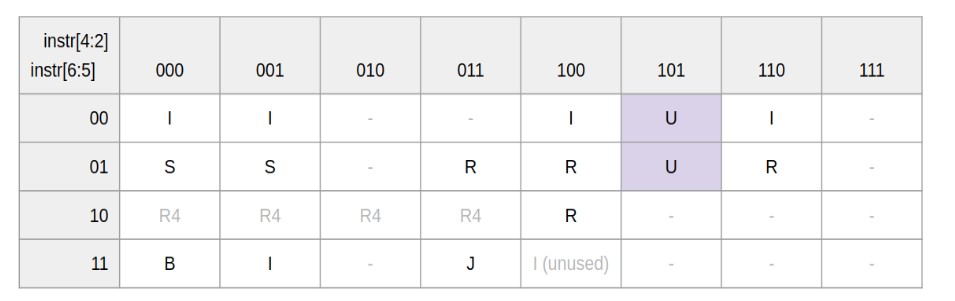 instr[4:2]
instr[6:5] 000 001 010 011 100 101 110 111
00 I I - - I U I -
01 S S - R R U R -
10 R4 R4 R4 R4 R - - -
11 B I - J I (unused) - - -